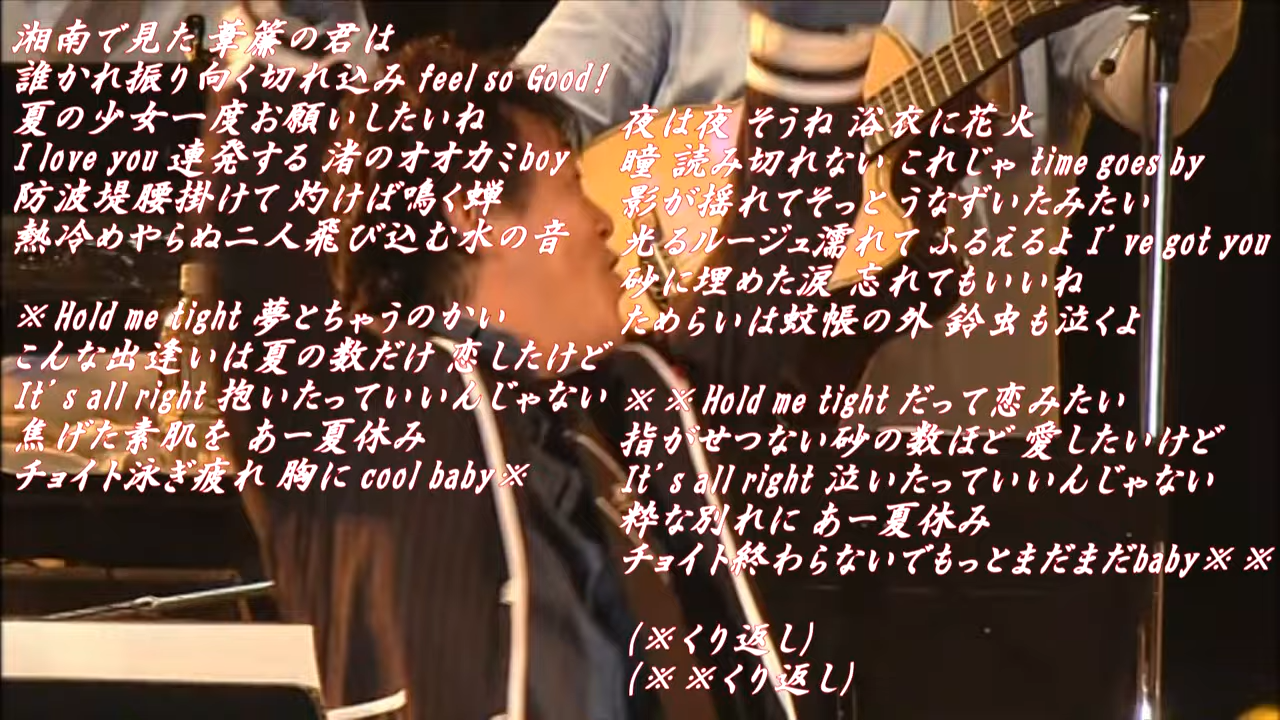 湘南で見た 葦簾の君は
誰かれ振り向く切れ込み feel so Good!
夏の少女一度お願いしたいね
I love you 連発する 渚のオオカミboy
防波堤腰掛けて 灼けば鳴く蝉
熱冷めやらぬ二人飛び込む水の音
※Hold me tight 夢とちゃうのかい
こんな出逢いは夏の数だけ 恋したけど
It's all right 抱いたっていいんじゃない
焦げた素肌を あー夏休み
チョイト泳ぎ疲れ 胸に cool baby※
夜は夜 そうね 浴衣に花火
瞳 読み切れない これじゃ time goes by
影が揺れてそっと うなずいたみたい
光るルージュ濡れて ふるえるよ I've got you
砂に埋めた涙 忘れてもいいね
ためらいは蚊帳の外 鈴虫も泣くよ
※※Hold me tight だって恋みたい
指がせつない砂の数ほど 愛したいけど
It's all right 泣いたっていいんじゃない
粋な別れに あー夏休み
チョイト終わらないでもっとまだまだbaby※※
(※くり返し)
(※※くり返し)